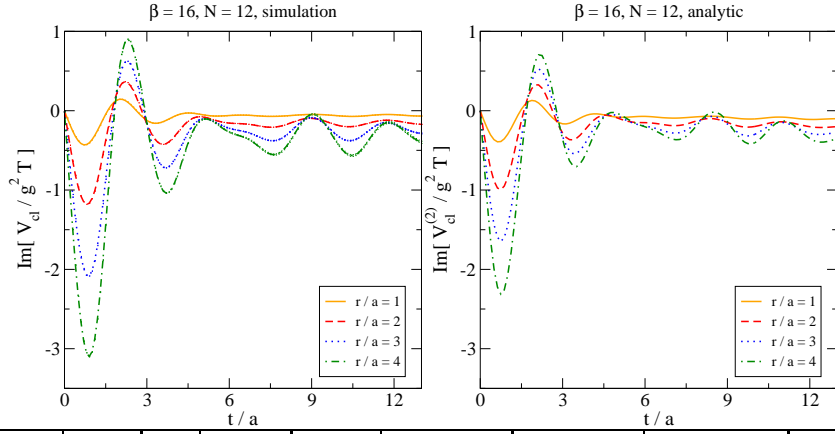 β = 16, N = 12, simulation
1
0
-1
-2
-3
Im[ V_cl / g^2 T ]
0
3
6
9
12
t / a
r / a = 1
r / a = 2
r / a = 3
r / a = 4
β = 16, N = 12, analytic
1
0
-1
-2
-3
Im[ V_cl^(2) / g^2 T ]
0
3
6
9
12
t / a
r / a = 1
r / a = 2
r / a = 3
r / a = 4